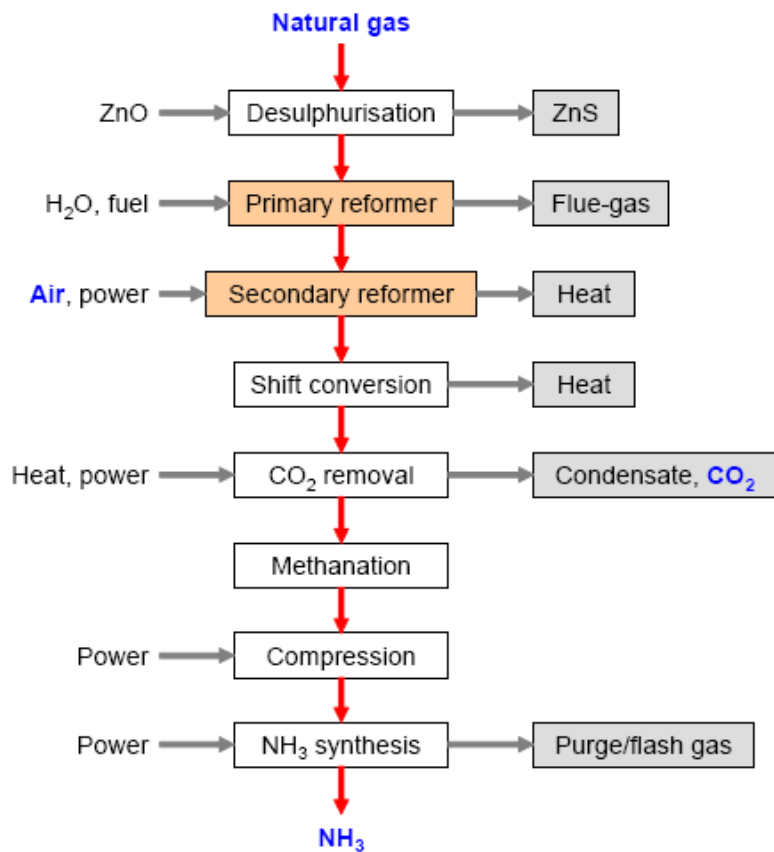 Natural gas
ZnO Desulphurisation ZnS
H₂O, fuel Primary reformer Flue-gas
Air, power Secondary reformer Heat
Shift conversion Heat
Heat, power CO₂ removal Condensate, CO₂
Methanation
Power Compression
Power NH₃ synthesis Purge/flash gas
NH₃